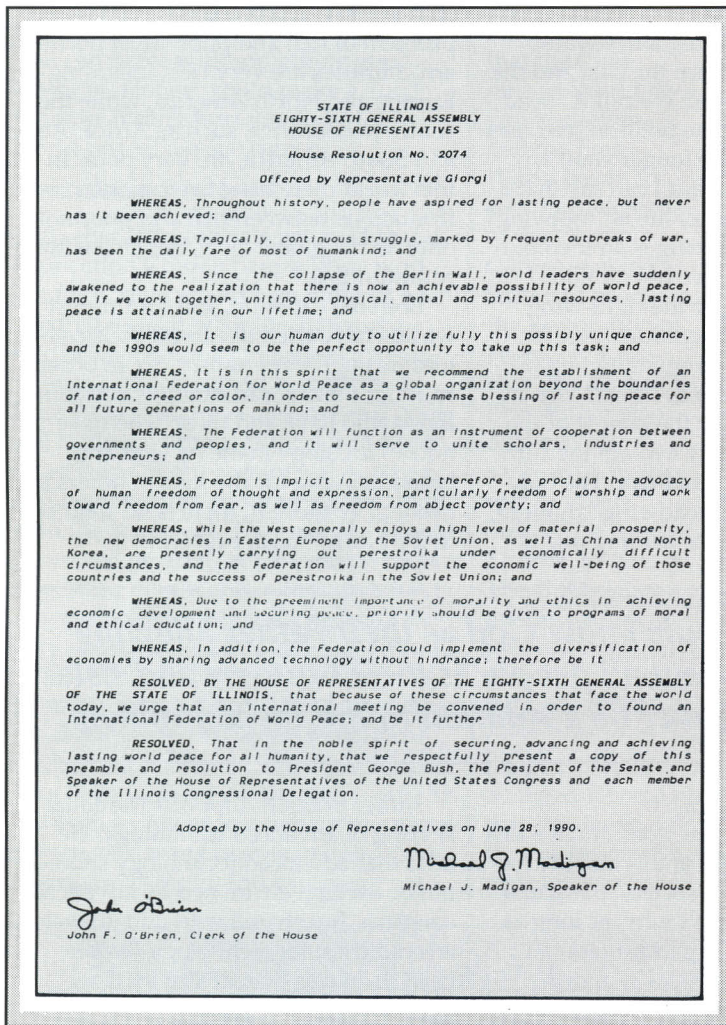 STATE OF ILLINOIS
EIGHTY-SIXTH GENERAL ASSEMBLY
HOUSE OF REPRESENTATIVES
House Resolution No. 2074
Offered by Representative Giorgi
WHEREAS, Throughout history, people have aspired for lasting peace, but never
has it been achieved; and
WHEREAS, Tragically, continuous struggle, marked by frequent outbreaks of war,
has been the daily fare of most of humankind; and
WHEREAS, Since the collapse of the Berlin Wall, world leaders have suddenly
awakened to the realization that there is now an achievable possibility of world peace,
and if we work together, uniting our physical, mental and spiritual resources, lasting
peace is attainable in our lifetime; and
WHEREAS, It is our human duty to utilize fully this possibly unique chance,
and the 1990s would seem to be the perfect opportunity to take up this task; and
WHEREAS, It is in this spirit that we recommend the establishment of an
International Federation for World Peace as a global organization beyond the boundaries
of nation, creed or color, in order to secure the immense blessing of lasting peace for
all future generations of mankind; and
WHEREAS, The Federation will function as an instrument of cooperation between
governments and peoples, and it will serve to unite scholars, industries and
entrepreneurs; and
WHEREAS, Freedom is implicit in peace, and therefore, we proclaim the advocacy
of human freedom of thought and expression, particularly freedom of worship and work
toward freedom from fear, as well as freedom from abject poverty; and
WHEREAS, While the West generally enjoys a high level of material prosperity,
the new democracies in Eastern Europe and the Soviet Union, as well as China and North
Korea, are presently carrying out perestroika under economically difficult
circumstances, and the Federation will support the economic well-being of those
countries and the success of perestroika in the Soviet Union; and
WHEREAS, Due to the preeminent importance of morality and ethics in achieving
economic development and securing peace, priority should be given to programs of moral
and ethical education; and
WHEREAS, In addition, the Federation could implement the diversification of
economies by sharing advanced technology without hindrance; therefore be it
RESOLVED, BY THE HOUSE OF REPRESENTATIVES OF THE EIGHTY-SIXTH GENERAL ASSEMBLY
OF THE STATE OF ILLINOIS, that because of these circumstances that face the world
today, we urge that an international meeting be convened in order to found an
International Federation of World Peace; and be it further
RESOLVED, That in the noble spirit of securing, advancing and achieving
lasting world peace for all humanity, that we respectfully present a copy of this
preamble and resolution to President George Bush, the President of the Senate and
Speaker of the House of Representatives of the United States Congress and each member
of the Illinois Congressional Delegation.
Adopted by the House of Representatives on June 28, 1990.
Michael J. Madigan
Michael J. Madigan, Speaker of the House
John O'Brien
John F. O'Brien, Clerk of the House